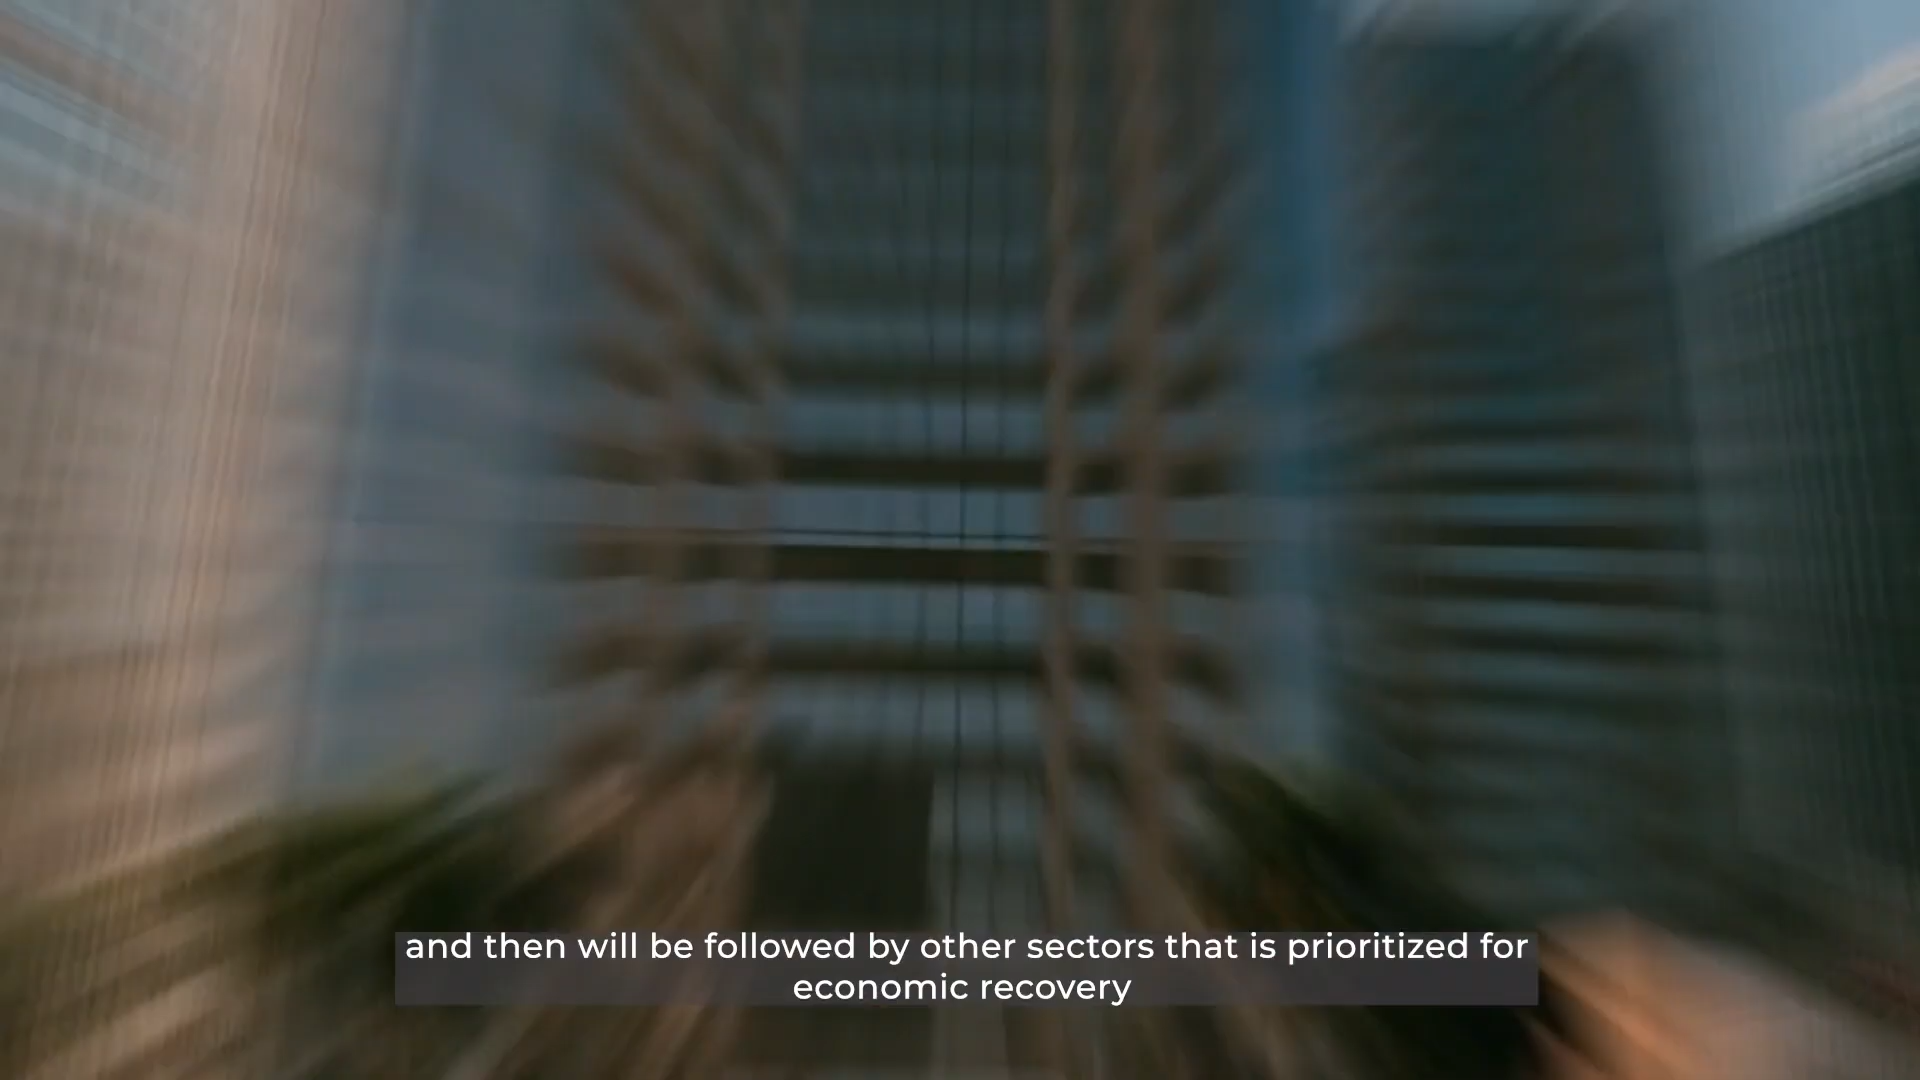 and then will be followed by other sectors that is prioritized for
economic recovery